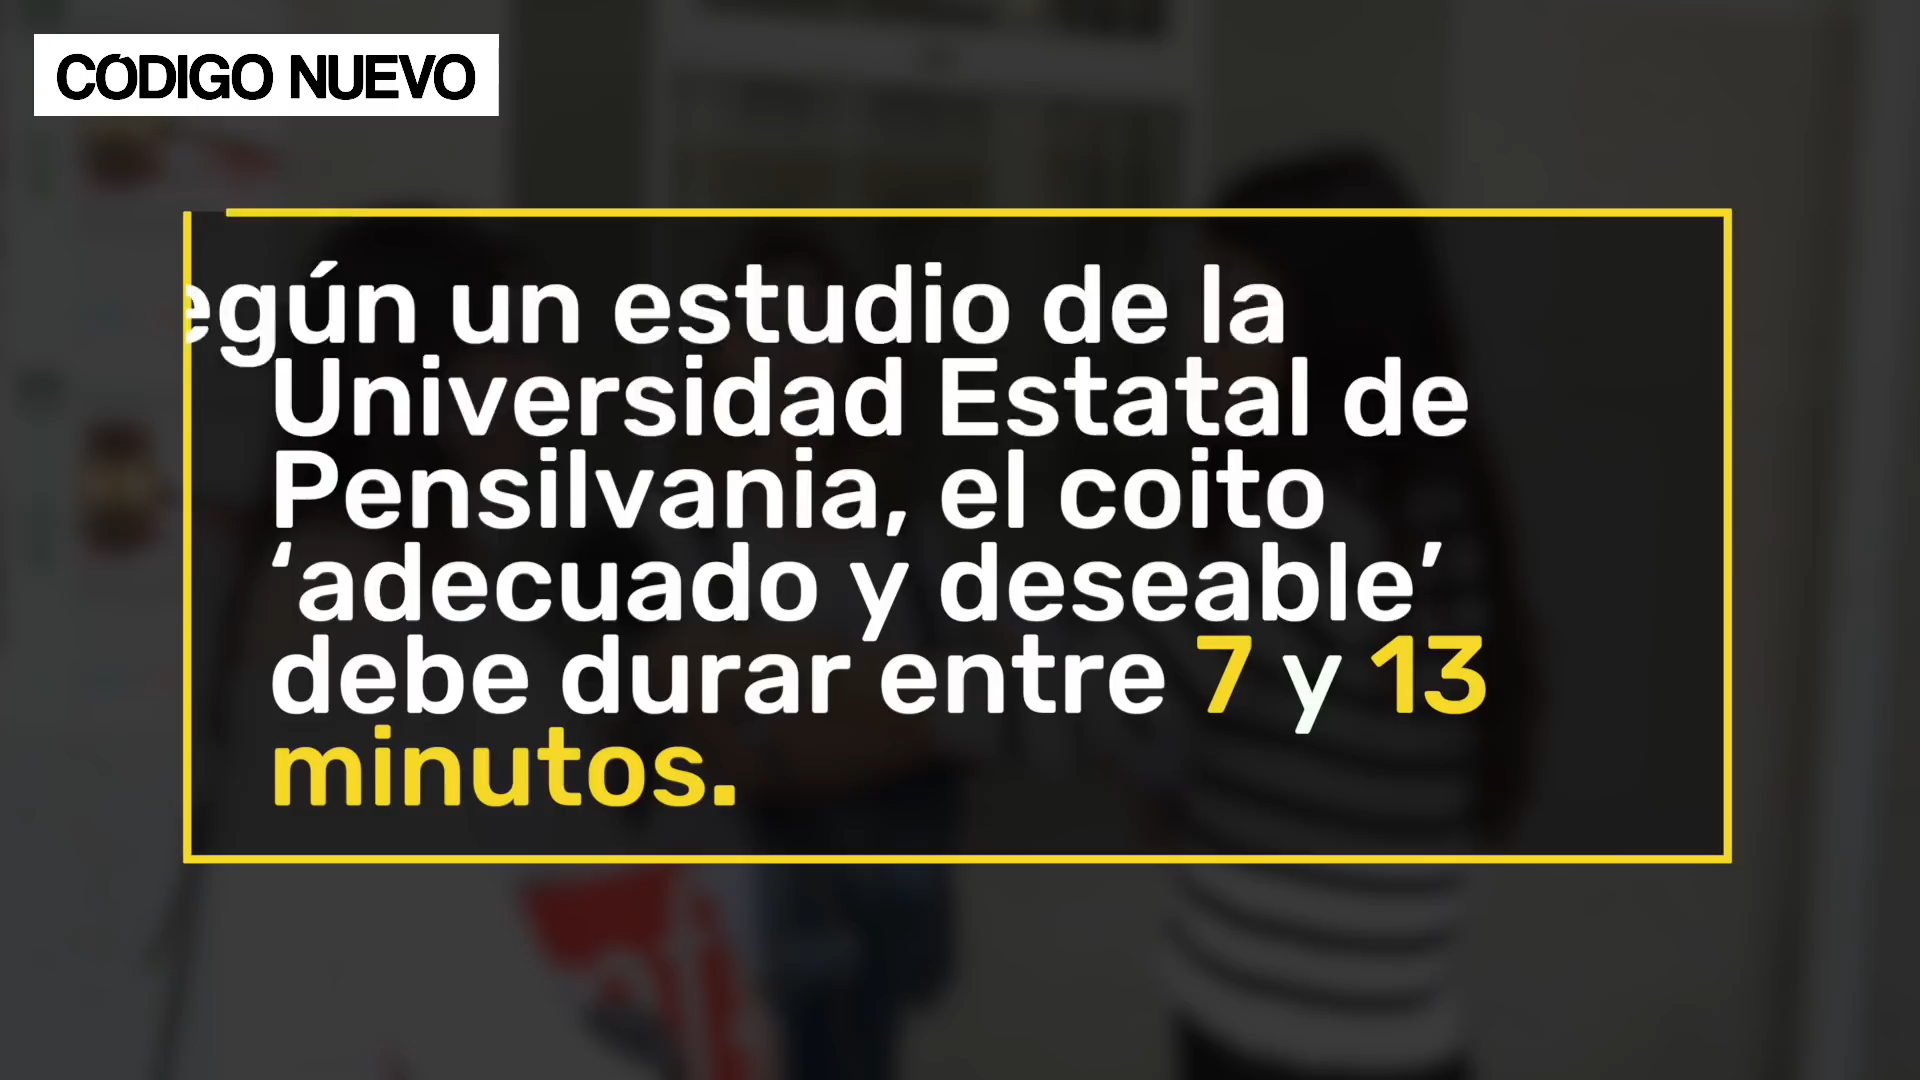 CÓDIGO NUEVO
egún un estudio de la
Universidad Estatal de
Pensilvania, el coito
‘adecuado y deseable’
debe durar entre 7 y 13
minutos.